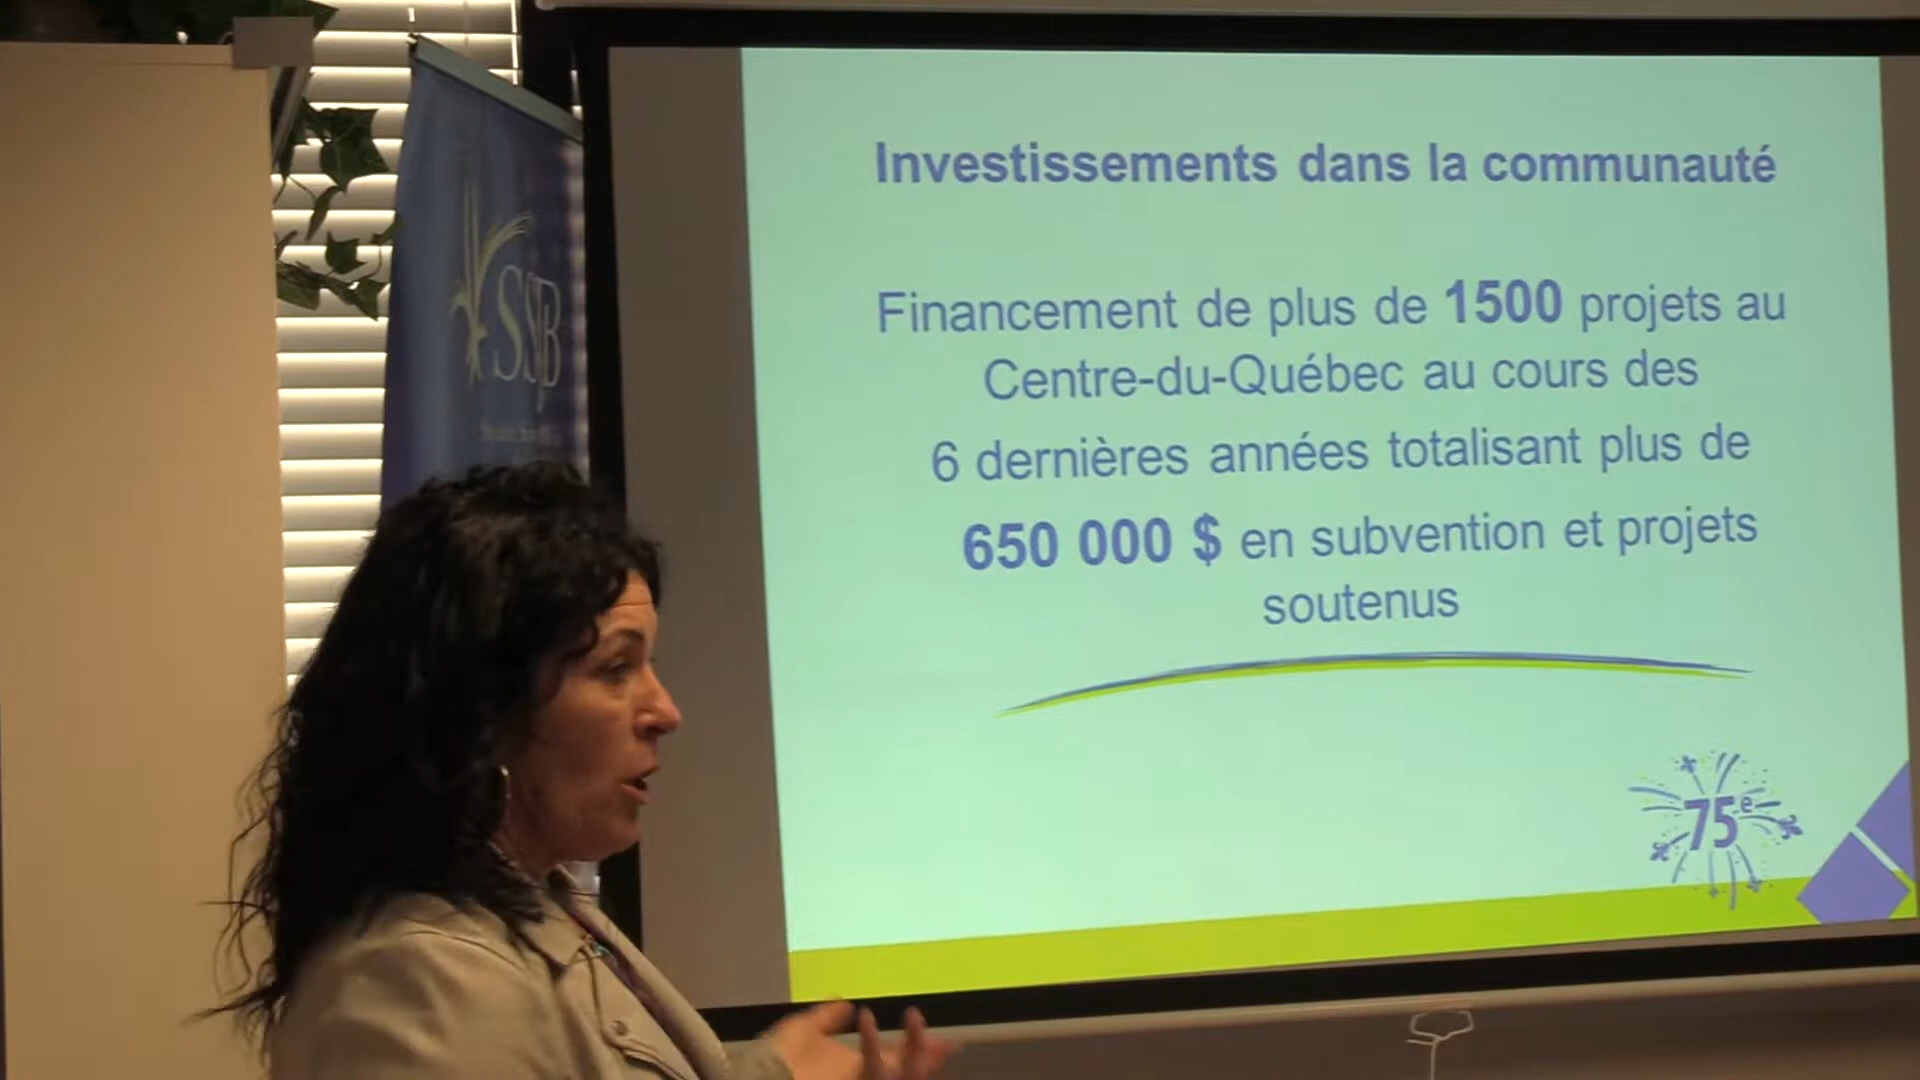 SSJB
Investissements dans la communauté
Financement de plus de 1500 projets au
Centre-du-Québec au cours des
6 dernières années totalisant plus de
650 000 $ en subvention et projets
soutenus
75e